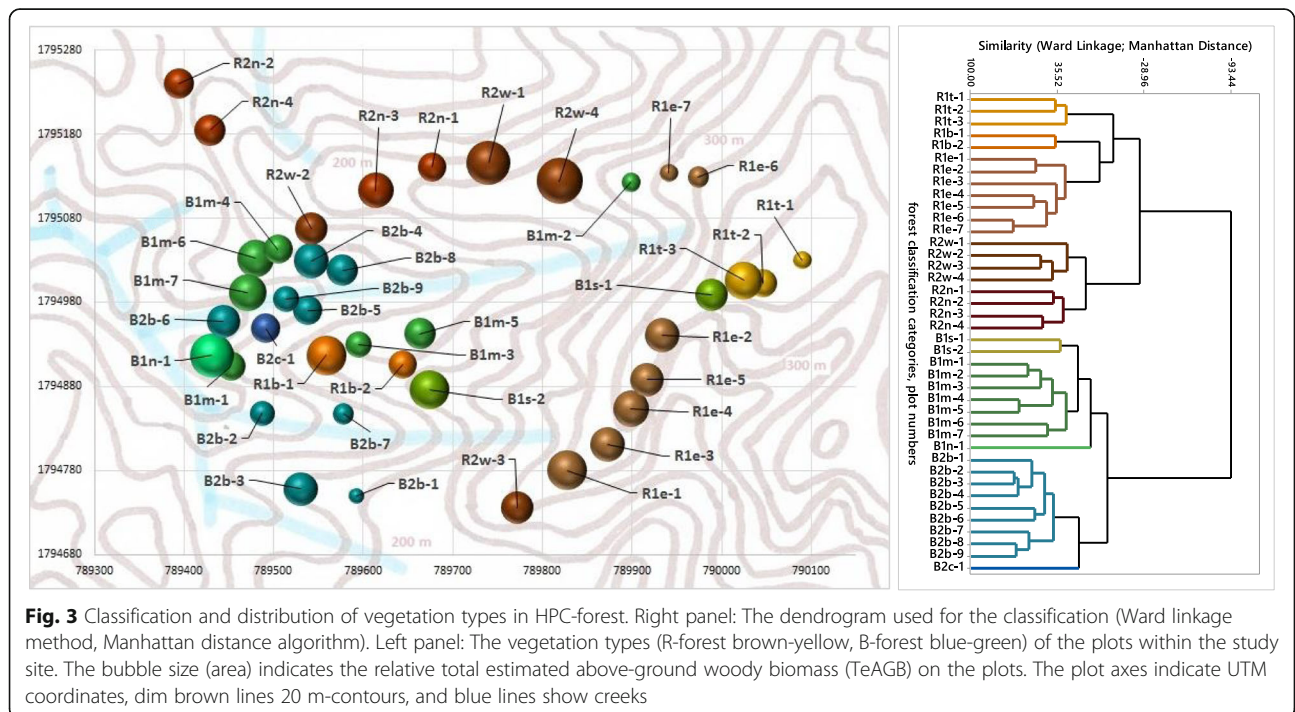 1795280
1795180
1795080
1794980
1794880
1794780
1794680
789300 789400 789500 789600 789700 789800 789900 790000 790100
R2n-2
R2n-4
R2n-3
R2n-1
R2w-1
R2w-4
R1e-7
300 m
200 m
R1e-6
R2w-2
B1m-4
B2b-4
B1m-2
R1t-1
R1t-2
B1m-6
B2b-8
R1t-3
B1m-7
B2b-9
B1s-1
B2b-5
B2b-6
B1m-5
R1e-2
B1n-1
B2c-1
B1m-3
R1b-1
R1b-2
R1e-5
300 m
B1m-1
B1s-2
R1e-4
B2b-2
B2b-7
R1e-3
R2w-3
B2b-3
B2b-1
R1e-1
200 m
Similarity (Ward Linkage; Manhattan Distance)
100.00
35.52
-28.96
-93.44
forest classification categories, plot numbers
R1t-1
R1t-2
R1t-3
R1b-1
R1b-2
R1e-1
R1e-2
R1e-3
R1e-4
R1e-5
R1e-6
R1e-7
R2w-1
R2w-2
R2w-3
R2w-4
R2n-1
R2n-2
R2n-3
R2n-4
B1s-1
B1s-2
B1m-1
B1m-2
B1m-3
B1m-4
B1m-5
B1m-6
B1m-7
B1n-1
B2b-1
B2b-2
B2b-3
B2b-4
B2b-5
B2b-6
B2b-7
B2b-8
B2b-9
B2c-1
Fig. 3 Classification and distribution of vegetation types in HPC-forest. Right panel: The dendrogram used for the classification (Ward linkage
method, Manhattan distance algorithm). Left panel: The vegetation types (R-forest brown-yellow, B-forest blue-green) of the plots within the study
site. The bubble size (area) indicates the relative total estimated above-ground woody biomass (TeAGB) on the plots. The plot axes indicate UTM
coordinates, dim brown lines 20 m-contours, and blue lines show creeks